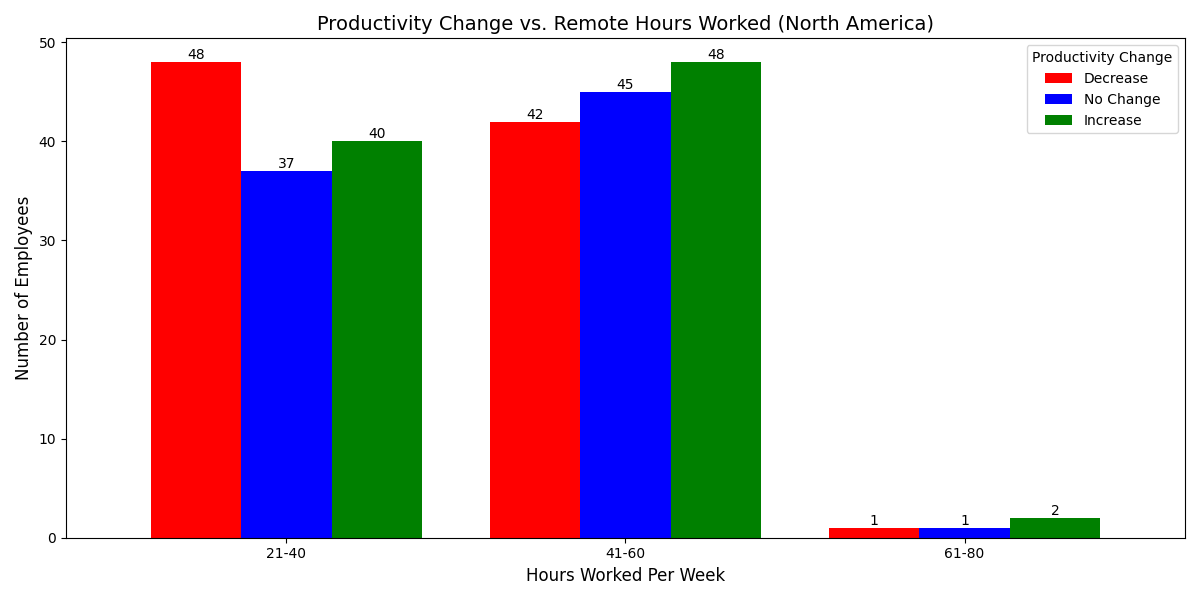 Productivity Change vs. Remote Hours Worked (North America)
Productivity Change
Decrease
No Change
Increase
Number of Employees
50
40
30
20
10
0
48
37
40
42
45
48
1
1
2
21-40
41-60
61-80
Hours Worked Per Week